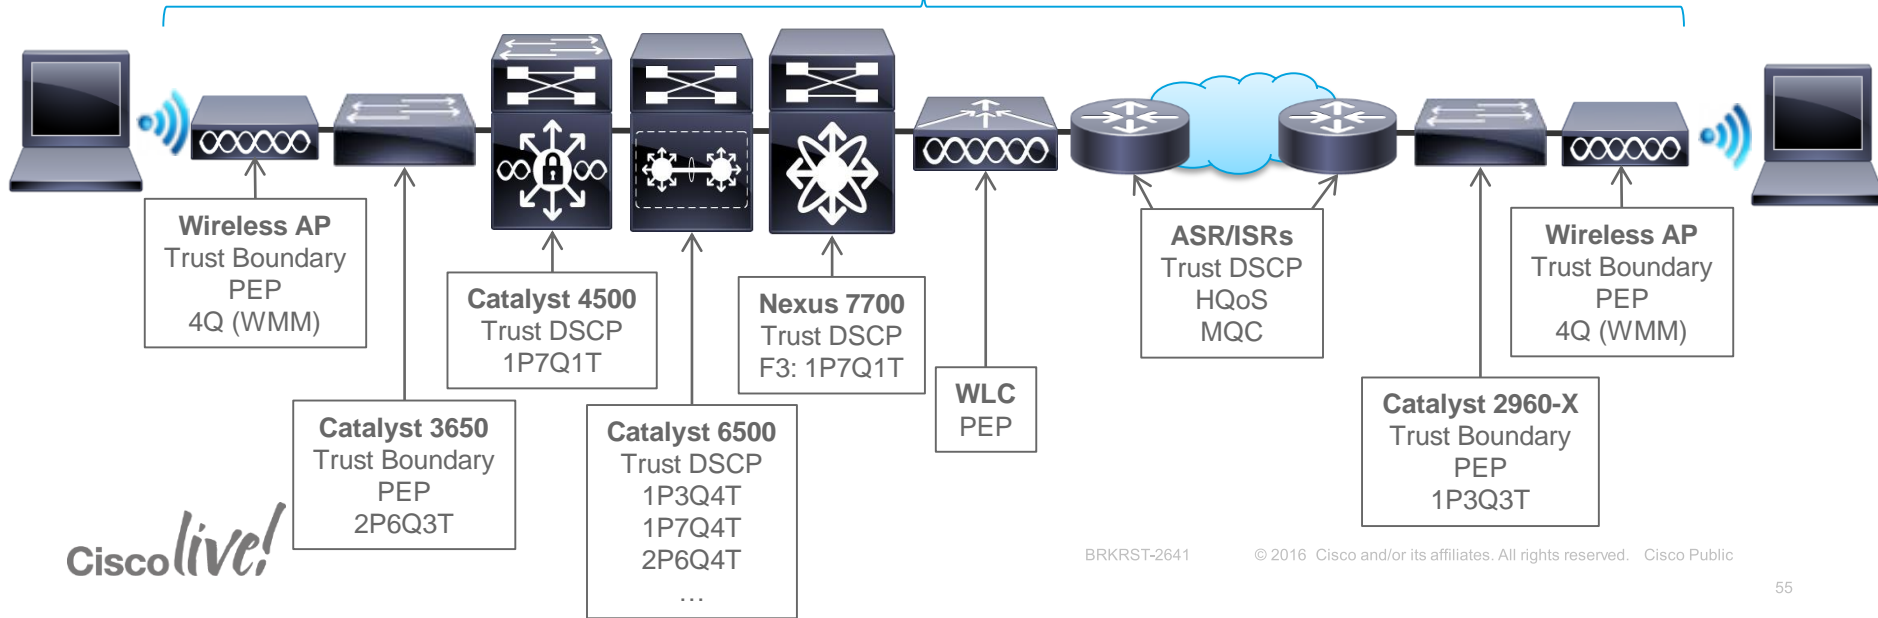 Wireless AP
Trust Boundary
PEP
4Q (WMM)
Catalyst 3650
Trust Boundary
PEP
2P6Q3T
Catalyst 4500
Trust DSCP
1P7Q1T
Catalyst 6500
Trust DSCP
1P3Q4T
1P7Q4T
2P6Q4T
…
Nexus 7700
Trust DSCP
F3: 1P7Q1T
WLC
PEP
ASR/ISRs
Trust DSCP
HQoS
MQC
Catalyst 2960-X
Trust Boundary
PEP
1P3Q3T
Wireless AP
Trust Boundary
PEP
4Q (WMM)
Cisco live!
BRKRST-2641 © 2016 Cisco and/or its affiliates. All rights reserved. Cisco Public
55